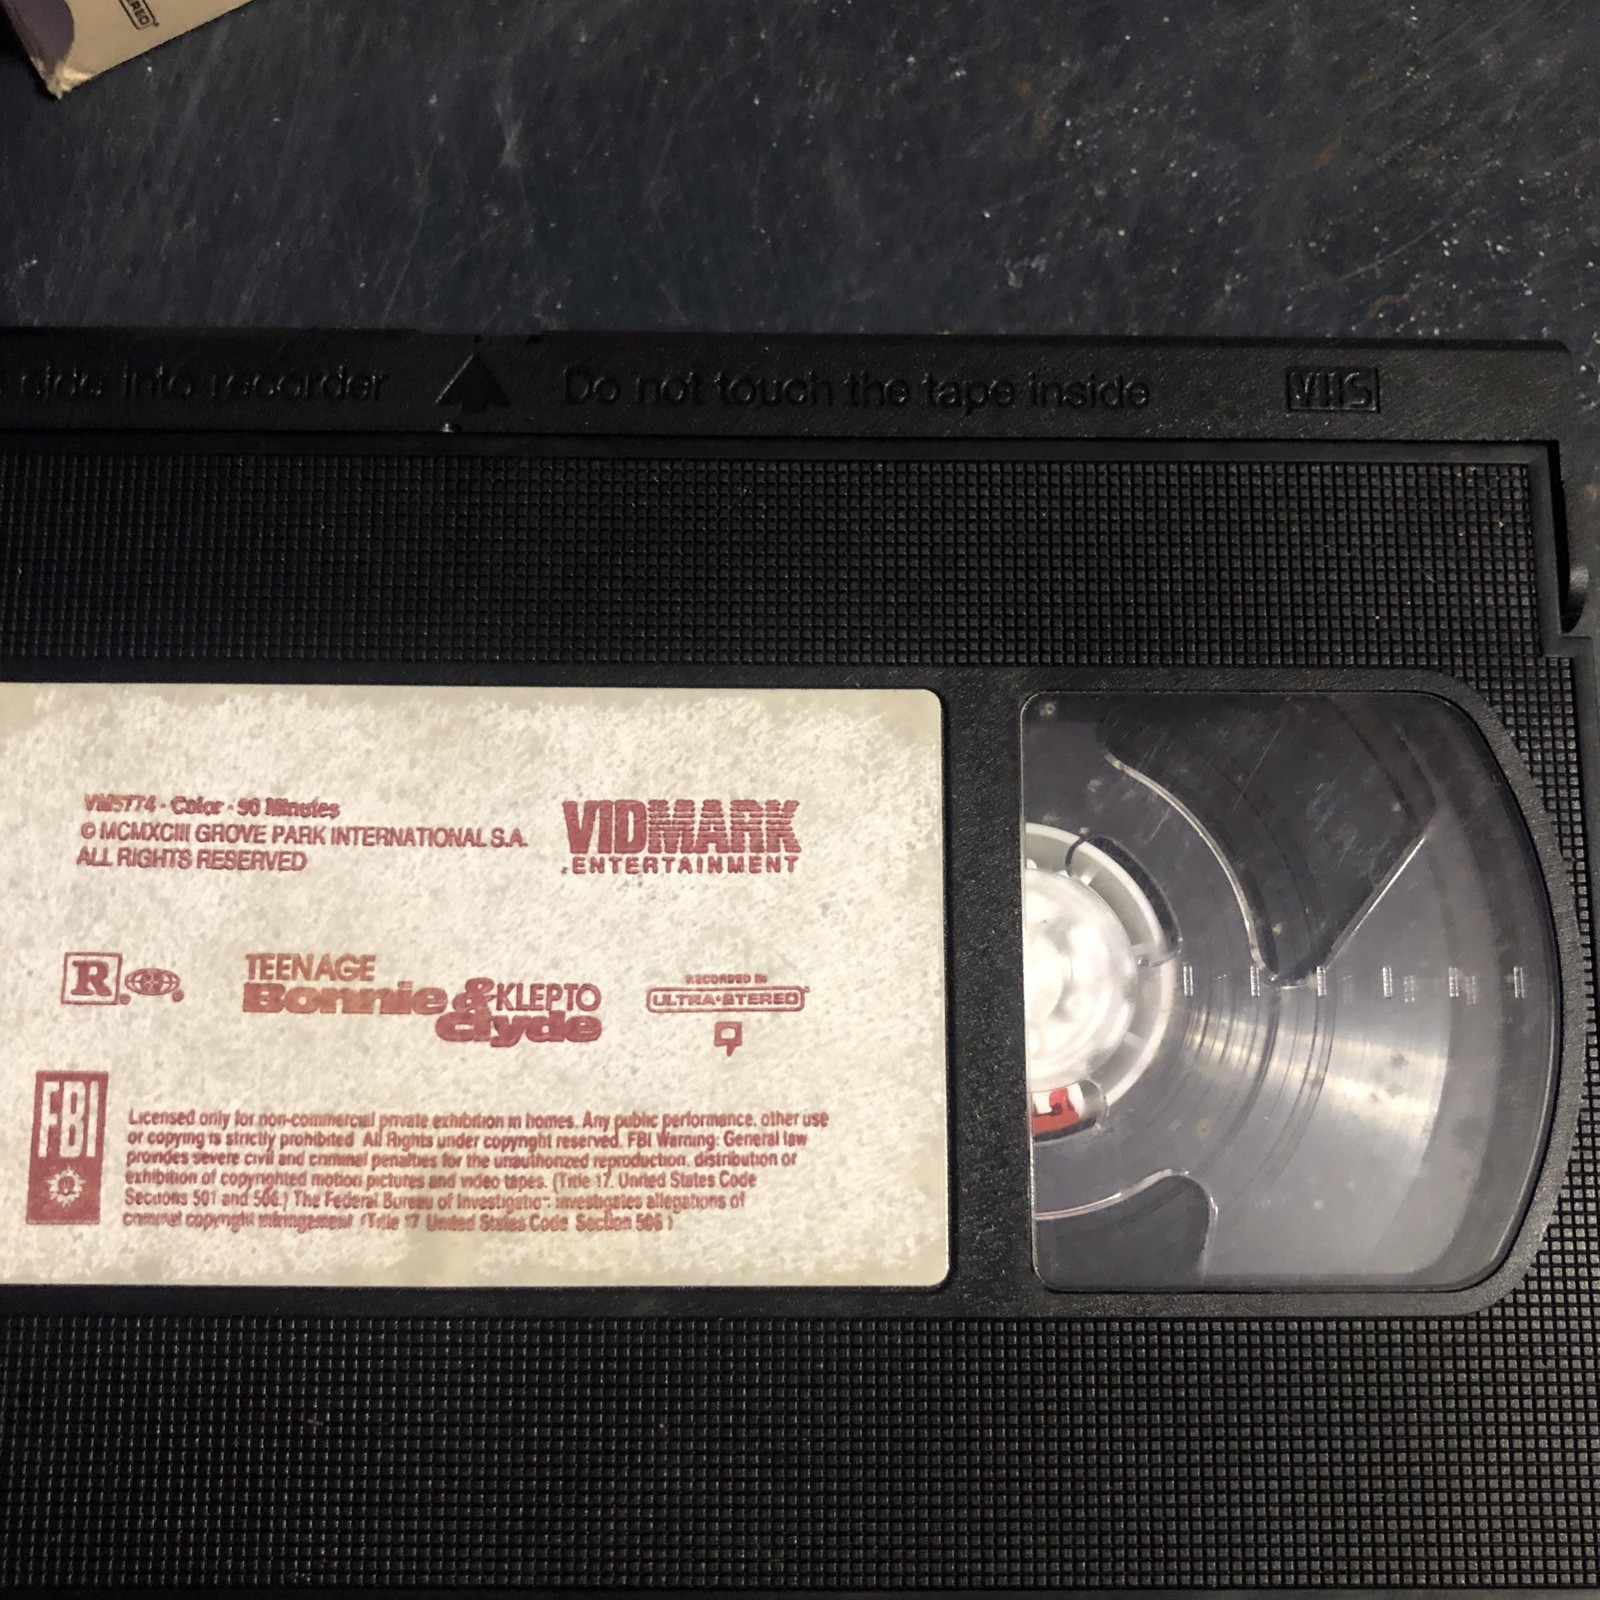 side into recorder Do not touch the tape inside VHS
VM5774 - Color - 90 Minutes
© MCMXCIII GROVE PARK INTERNATIONAL S.A.
ALL RIGHTS RESERVED
VIDMARK
ENTERTAINMENT
R
TEENAGE
Bonnie & KLEPTO
Clyde
RECORDED IN
ULTRA-STEREO
FBI
Licensed only for non-commercial private exhibition in homes. Any public performance, other use
or copying is strictly prohibited. All Rights under copyright reserved. FBI Warning: General law
provides severe civil and criminal penalties for the unauthorized reproduction, distribution or
exhibition of copyrighted motion pictures and video tapes. (Title 17, United States Code
Sections 501 and 506.) The Federal Bureau of Investigation investigates allegations of
criminal copyright infringement (Title 17 United States Code Section 506)